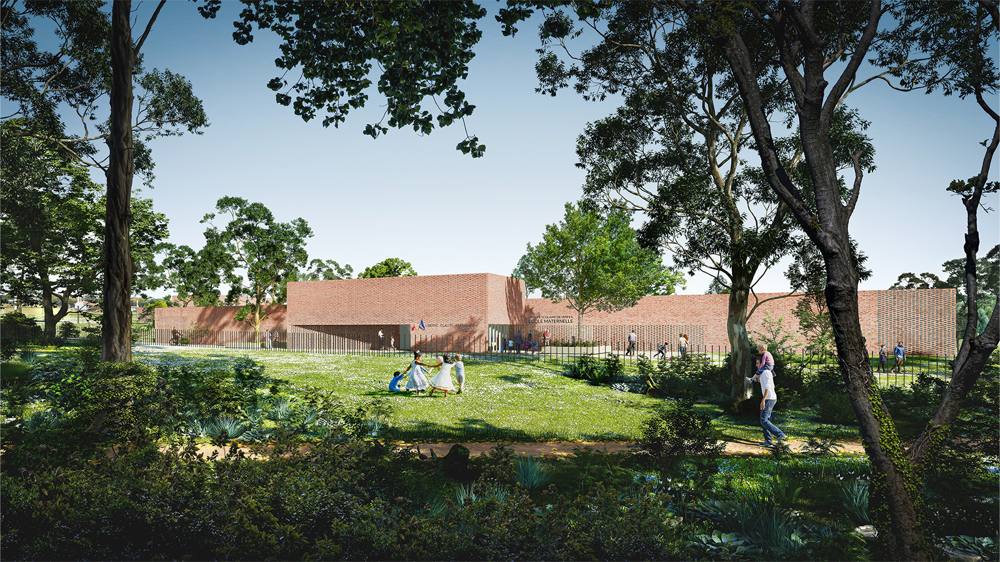 LIBERTÉ - ÉGALITÉ - FRATERNITÉ
GROUPE SCOLAIRE DE VERFEIL
ÉCOLE MATERNELLE